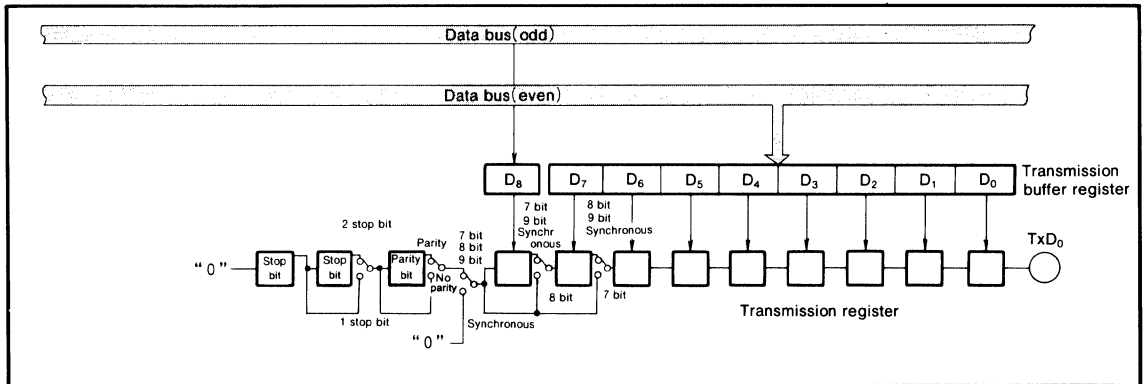 Data bus(odd)
Data bus(even)
D₈
D₇
D₆
D₅
D₄
D₃
D₂
D₁
D₀
Transmission
buffer register
7 bit
9 bit
Synchr
onous
8 bit
9 bit
Synchronous
2 stop bit
Parity
7 bit
8 bit
9 bit
TxD₀
"0"
Stop
bit
Stop
bit
Parity
bit
No
parity
8 bit
7 bit
1 stop bit
Synchronous
Transmission register
"0"